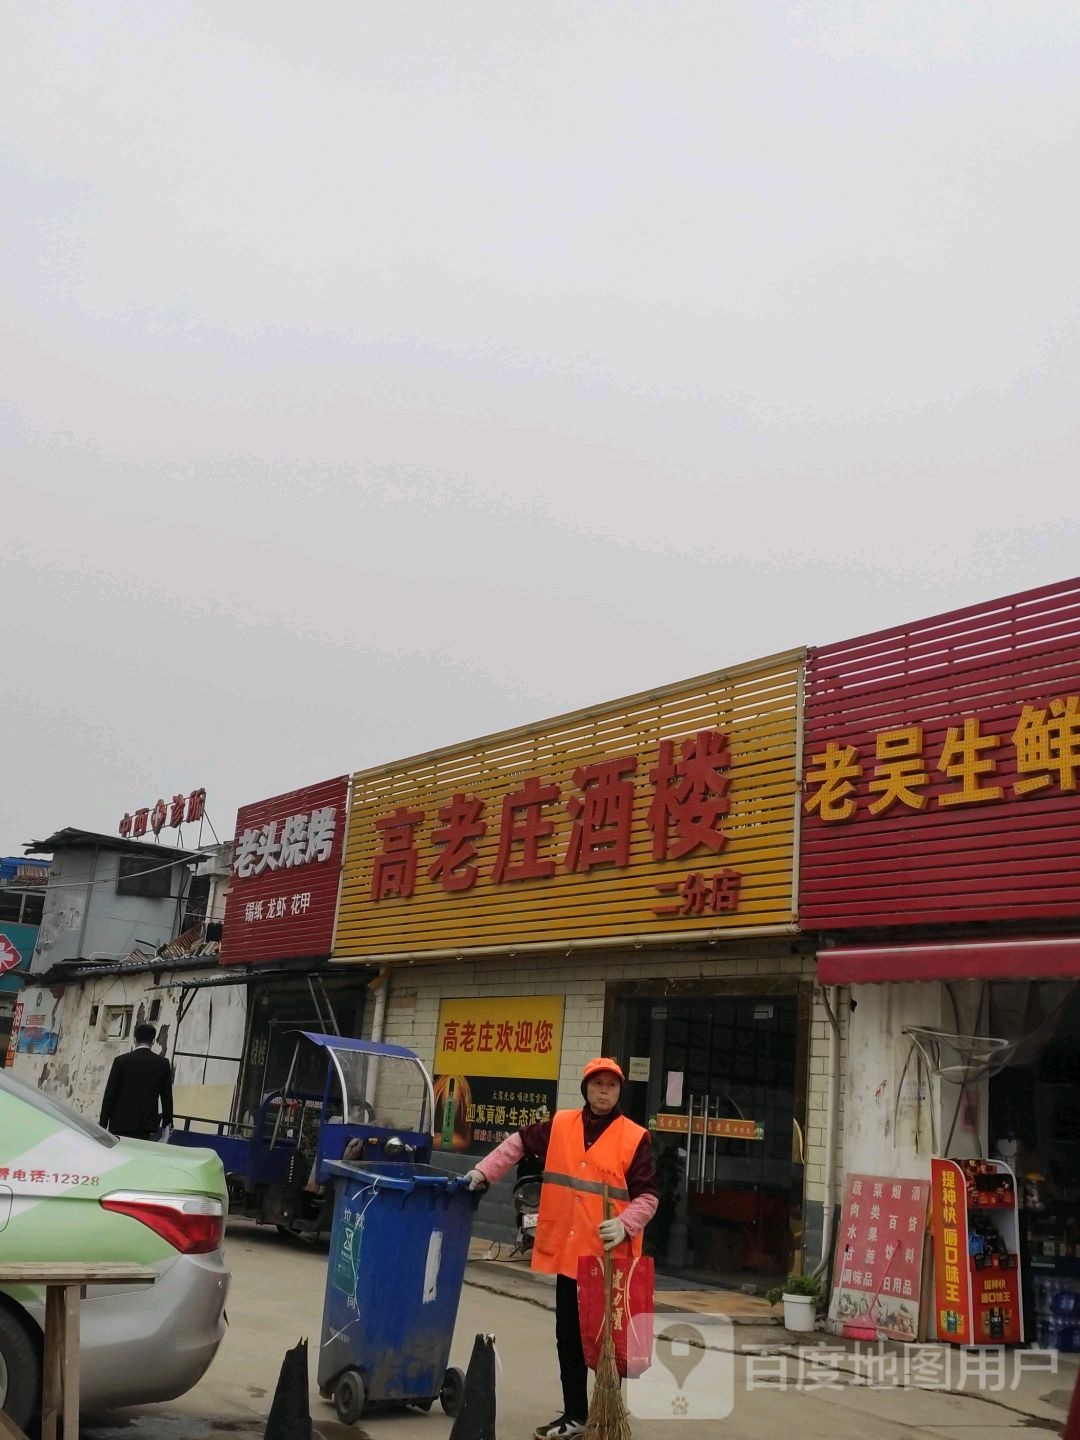 中西 诊所
老头烧烤
锡纸 龙虾 花甲
高老庄酒楼
二分店
老吴生鲜
高老庄欢迎您
迎驾贡酒·生态
督电话:12328
蔬菜烟酒
肉类百货
水果饮料
甘蔗
调味品 日用品
提神快
嚼口味王
提神快
嚼口味王
百度地图用户